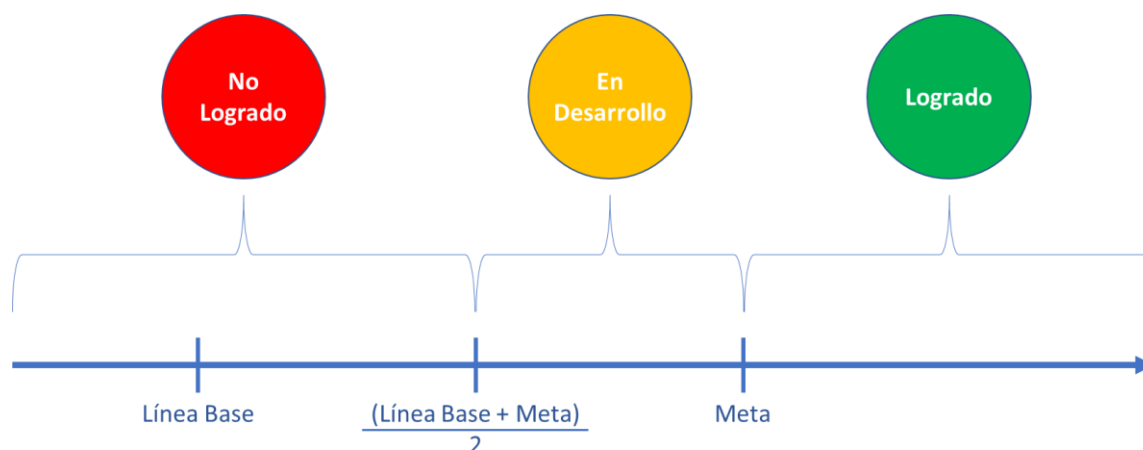 No
Logrado
En
Desarrollo
Logrado
Línea Base
(Línea Base + Meta)
2
Meta